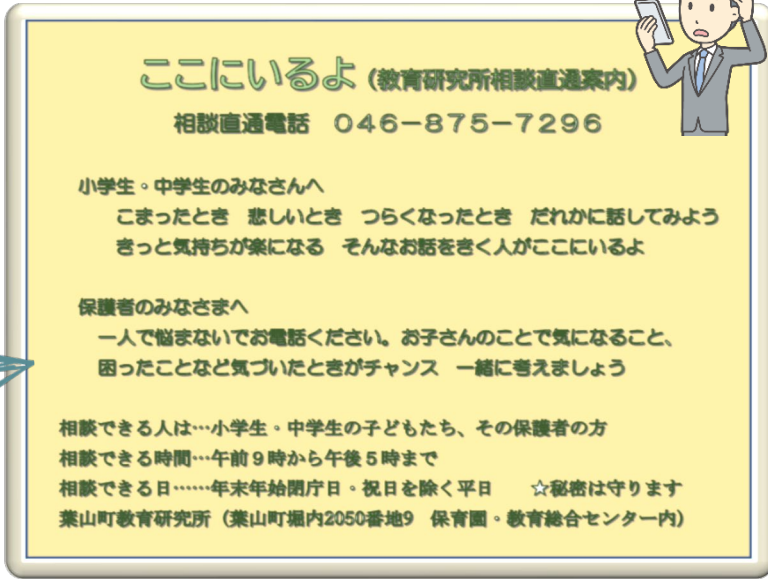 ここにいるよ（教育研究所相談直通案内）
相談直通電話　０４６－８７５－７２９６
小学生・中学生のみなさんへ
こまったとき　悲しいとき　つらくなったとき　だれかに話してみよう
きっと気持ちが楽になる　そんなお話をきく人がここにいるよ
保護者のみなさまへ
一人で悩まないでお電話ください。お子さんのことで気になること、
困ったことなど気づいたときがチャンス　一緒に考えましょう
相談できる人は…小学生・中学生の子どもたち、その保護者の方
相談できる時間…午前９時から午後５時まで
相談できる日……年末年始閉庁日・祝日を除く平日　　☆秘密は守ります
葉山町教育研究所（葉山町堀内2050番地9　保育園・教育総合センター内）